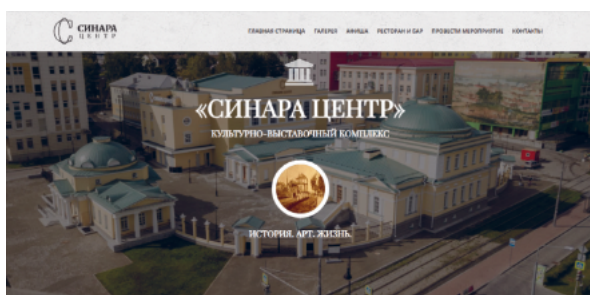 СИНАРА
ЦЕНТР
ГЛАВНАЯ СТРАНИЦА ГАЛЕРЕЯ АФИША РЕСТОРАН И БАР ПРОВЕСТИ МЕРОПРИЯТИЕ КОНТАКТЫ
«СИНАРА ЦЕНТР»
КУЛЬТУРНО-ВЫСТАВОЧНЫЙ КОМПЛЕКС
ИСТОРИЯ. АРТ. ЖИЗНЬ.